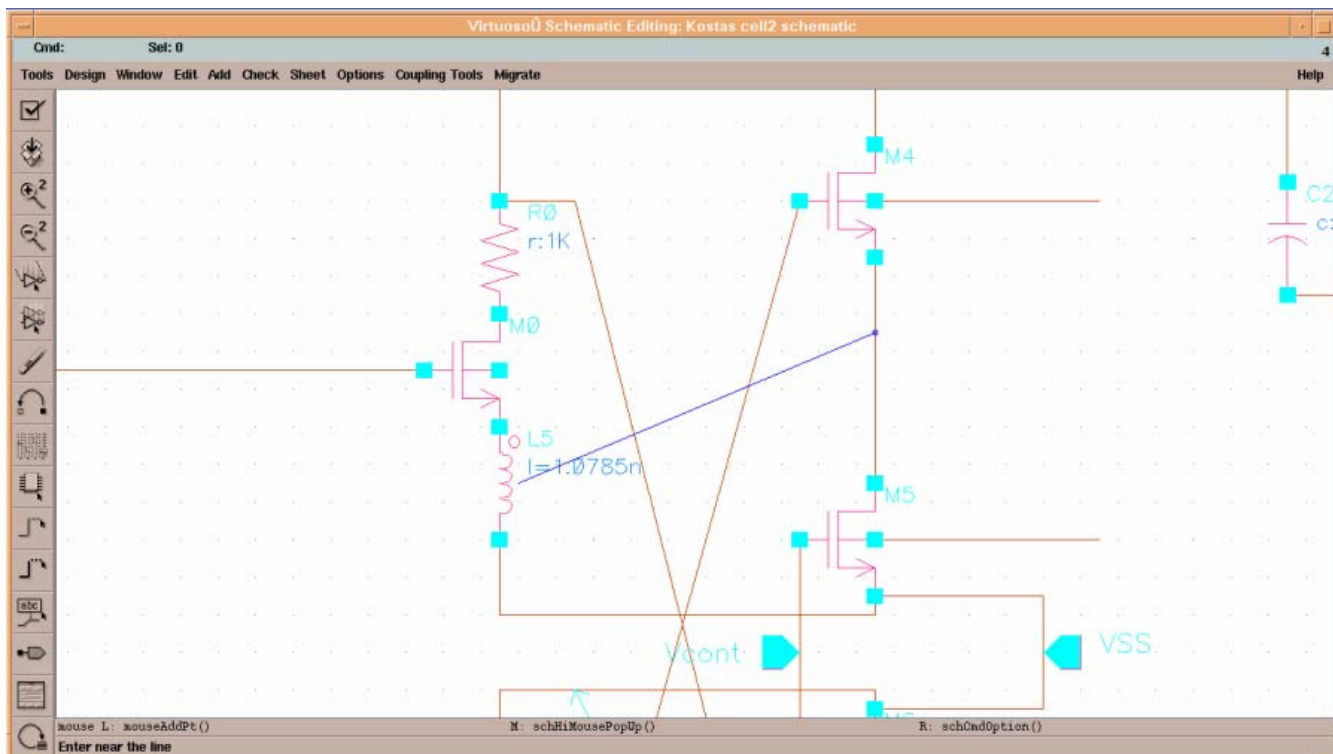 VirtuosoÛ Schematic Editing: Kostas cell2 schematic
Cmd: Sel: 0 4
Tools Design Window Edit Add Check Sheet Options Coupling Tools Migrate Help
M4
C2
R0
r:1K
M0
L5
l=1.0785n
M5
Vcont
VSS
abc
mouse L: mouseAddPt() M: schHiMousePopUp() R: schCmdOption()
Enter near the line